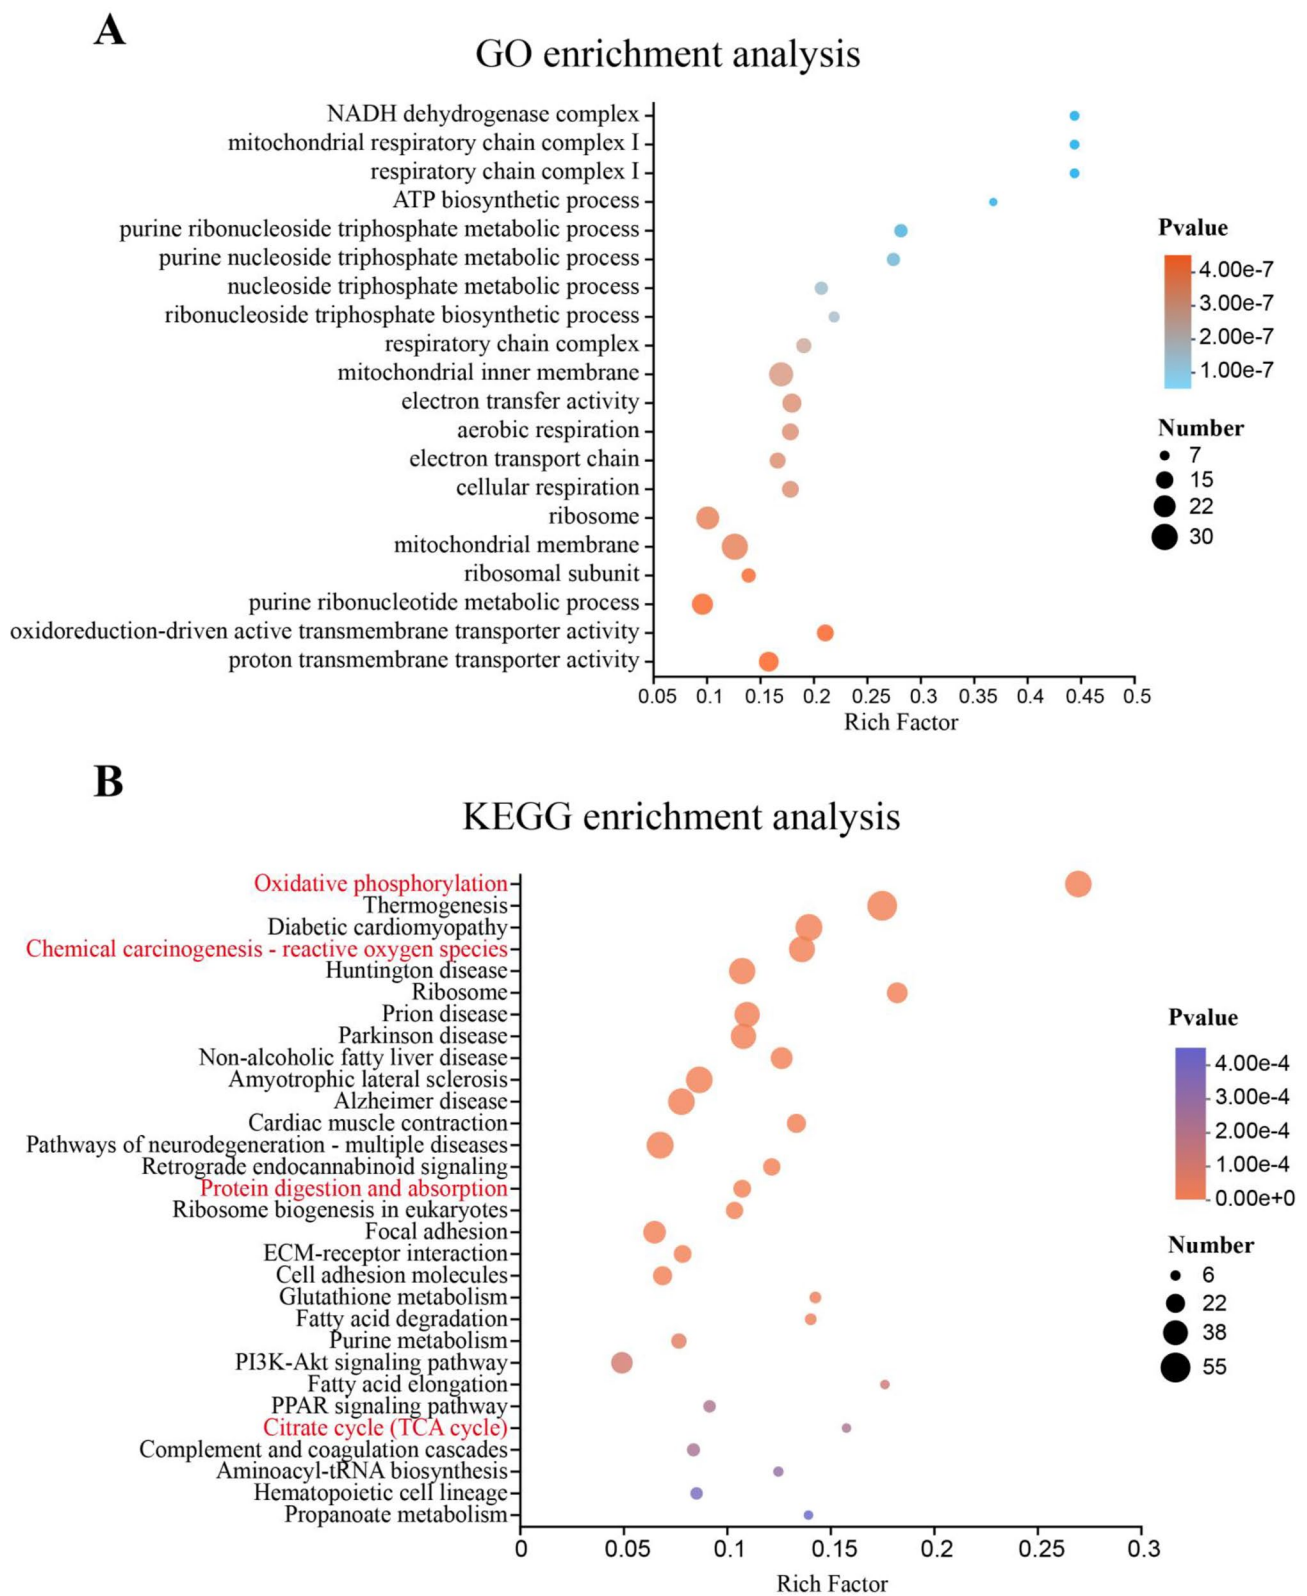 A
GO enrichment analysis
NADH dehydrogenase complex
mitochondrial respiratory chain complex I
respiratory chain complex I
ATP biosynthetic process
purine ribonucleoside triphosphate metabolic process
purine nucleoside triphosphate metabolic process
nucleoside triphosphate metabolic process
ribonucleoside triphosphate biosynthetic process
respiratory chain complex
mitochondrial inner membrane
electron transfer activity
aerobic respiration
electron transport chain
cellular respiration
ribosome
mitochondrial membrane
ribosomal subunit
purine ribonucleotide metabolic process
oxidoreduction-driven active transmembrane transporter activity
proton transmembrane transporter activity
0.05 0.1 0.15 0.2 0.25 0.3 0.35 0.4 0.45 0.5
Rich Factor
Pvalue
4.00e-7
3.00e-7
2.00e-7
1.00e-7
Number
7
15
22
30
B
KEGG enrichment analysis
Oxidative phosphorylation
Thermogenesis
Diabetic cardiomyopathy
Chemical carcinogenesis - reactive oxygen species
Huntington disease
Ribosome
Prion disease
Parkinson disease
Non-alcoholic fatty liver disease
Amyotrophic lateral sclerosis
Alzheimer disease
Cardiac muscle contraction
Pathways of neurodegeneration - multiple diseases
Retrograde endocannabinoid signaling
Protein digestion and absorption
Ribosome biogenesis in eukaryotes
Focal adhesion
ECM-receptor interaction
Cell adhesion molecules
Glutathione metabolism
Fatty acid degradation
Purine metabolism
PI3K-Akt signaling pathway
Fatty acid elongation
PPAR signaling pathway
Citrate cycle (TCA cycle)
Complement and coagulation cascades
Aminoacyl-tRNA biosynthesis
Hematopoietic cell lineage
Propanoate metabolism
0 0.05 0.1 0.15 0.2 0.25 0.3
Rich Factor
Pvalue
4.00e-4
3.00e-4
2.00e-4
1.00e-4
0.00e+0
Number
6
22
38
55